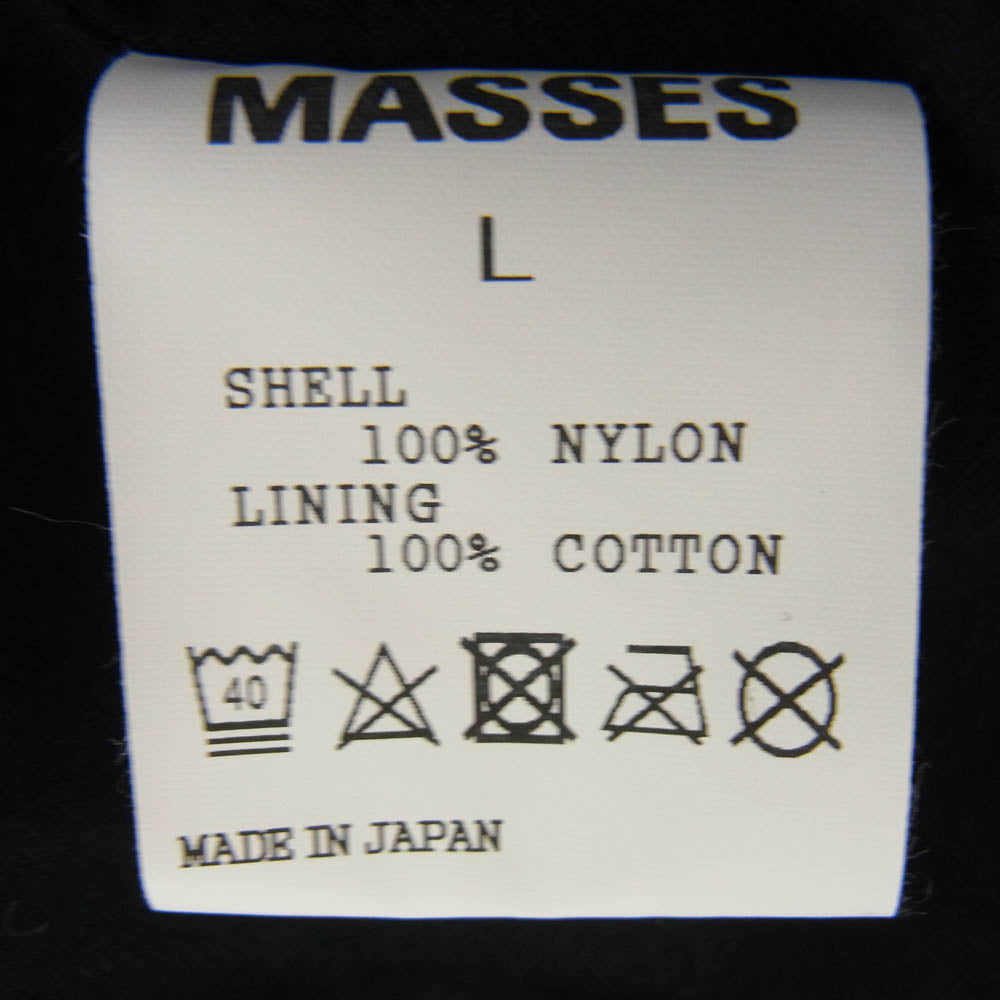 MASSES
L
SHELL
100% NYLON
LINING
100% COTTON
40
MADE IN JAPAN